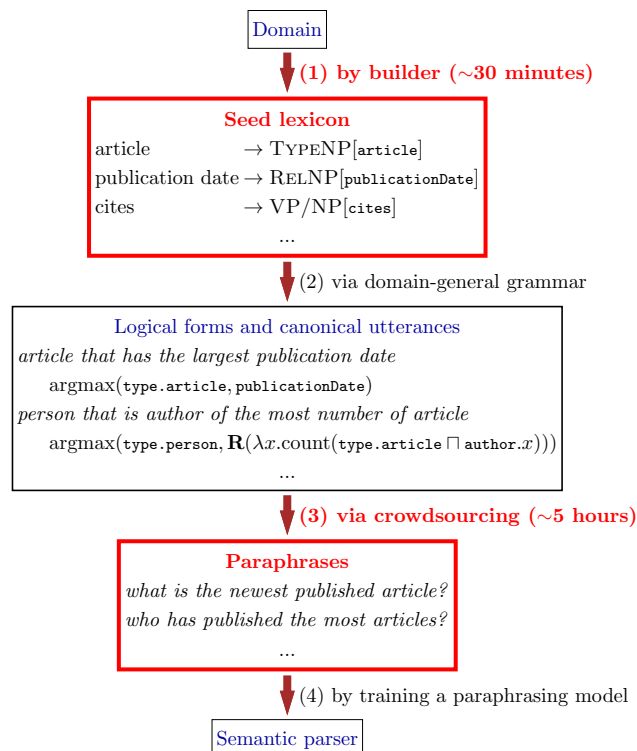 Domain
(1) by builder (∼30 minutes)
Seed lexicon
article → TYPENP[article]
publication date → RELNP[publicationDate]
cites → VP/NP[cites]
...
(2) via domain-general grammar
Logical forms and canonical utterances
article that has the largest publication date
argmax(type.article, publicationDate)
person that is author of the most number of article
argmax(type.person, R(λx.count(type.article ⊓ author.x)))
...
(3) via crowdsourcing (∼5 hours)
Paraphrases
what is the newest published article?
who has published the most articles?
...
(4) by training a paraphrasing model
Semantic parser